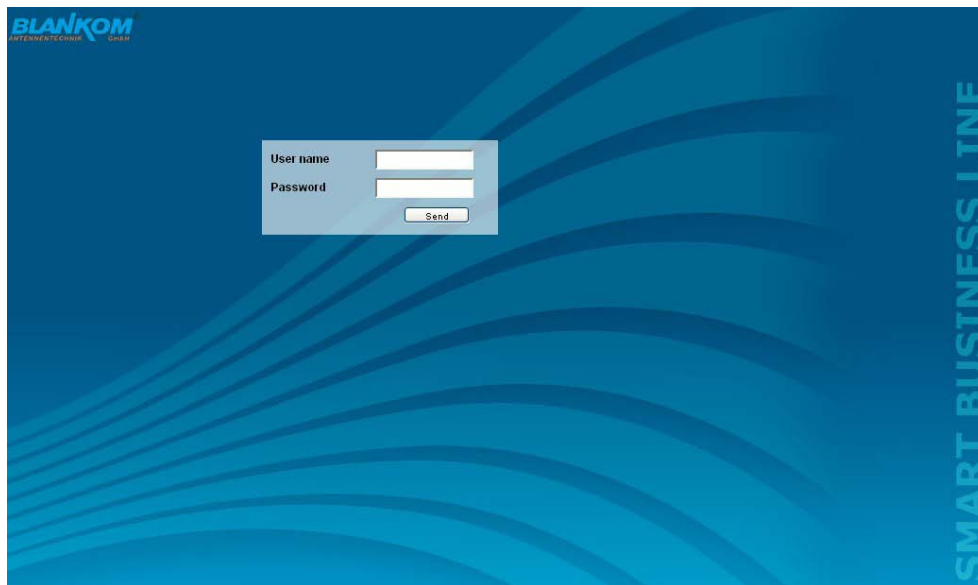 BLANKOM
ANTENNENTECHNIK GmbH
User name
Password
Send
SMART BUSINESS LINE